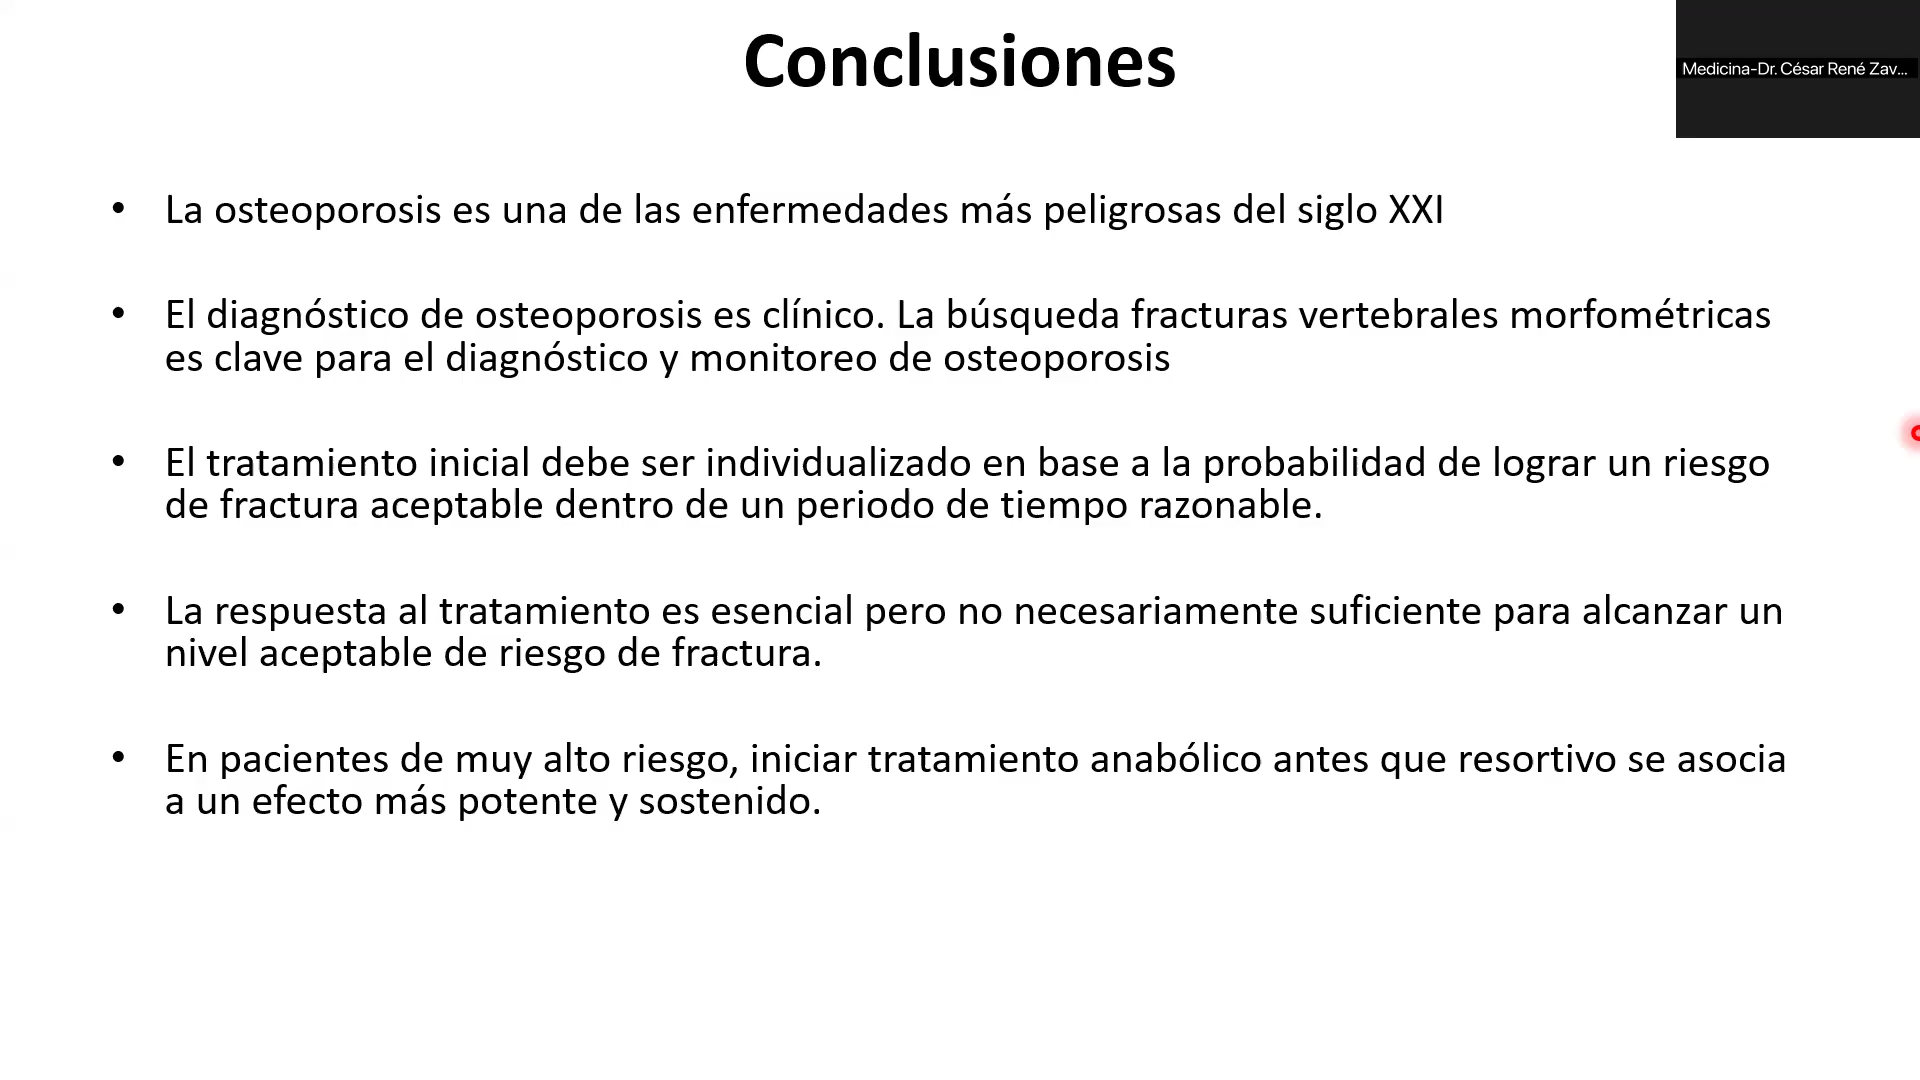 Conclusiones
Medicina-Dr. César René Zav...
• La osteoporosis es una de las enfermedades más peligrosas del siglo XXI
• El diagnóstico de osteoporosis es clínico. La búsqueda fracturas vertebrales morfométricas
es clave para el diagnóstico y monitoreo de osteoporosis
• El tratamiento inicial debe ser individualizado en base a la probabilidad de lograr un riesgo
de fractura aceptable dentro de un periodo de tiempo razonable.
• La respuesta al tratamiento es esencial pero no necesariamente suficiente para alcanzar un
nivel aceptable de riesgo de fractura.
• En pacientes de muy alto riesgo, iniciar tratamiento anabólico antes que resortivo se asocia
a un efecto más potente y sostenido.